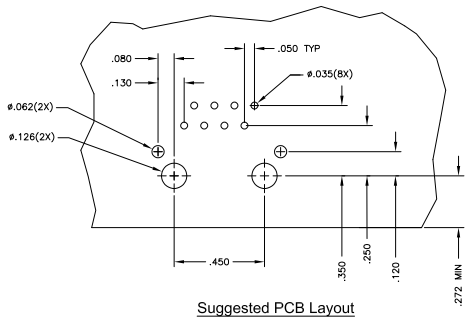 .080
.050 TYP
.130
ø.035(8X)
ø.062(2X)
ø.126(2X)
.450
.350
.250
.120
.272 MIN
Suggested PCB Layout